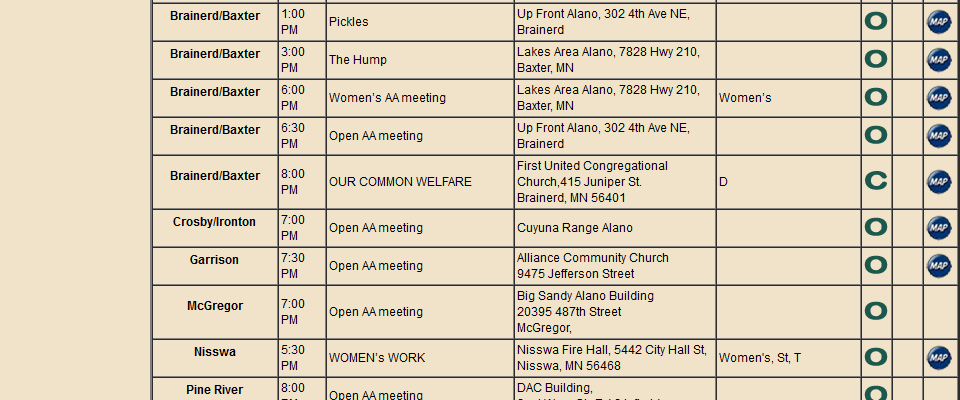 Brainerd/Baxter 1:00 PM Pickles Up Front Alano, 302 4th Ave NE, Brainerd O MAP
Brainerd/Baxter 3:00 PM The Hump Lakes Area Alano, 7828 Hwy 210, Baxter, MN O MAP
Brainerd/Baxter 6:00 PM Women's AA meeting Lakes Area Alano, 7828 Hwy 210, Baxter, MN Women's O MAP
Brainerd/Baxter 6:30 PM Open AA meeting Up Front Alano, 302 4th Ave NE, Brainerd O MAP
Brainerd/Baxter 8:00 PM OUR COMMON WELFARE First United Congregational Church,415 Juniper St. Brainerd, MN 56401 D C MAP
Crosby/Ironton 7:00 PM Open AA meeting Cuyuna Range Alano O MAP
Garrison 7:30 PM Open AA meeting Alliance Community Church 9475 Jefferson Street O MAP
McGregor 7:00 PM Open AA meeting Big Sandy Alano Building 20395 487th Street McGregor, O
Nisswa 5:30 PM WOMEN's WORK Nisswa Fire Hall, 5442 City Hall St, Nisswa, MN 56468 Women's, St, T O MAP
Pine River 8:00 Open AA meeting DAC Building, O